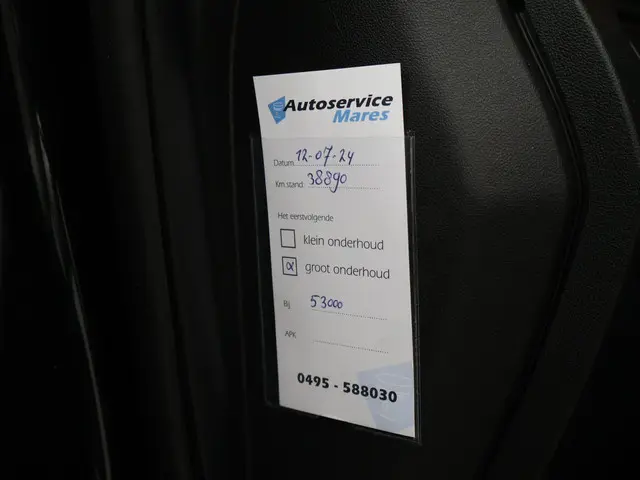 Autoservice
Mares
Datum 12-07-24
Km.stand: 38890
Het eerstvolgende
klein onderhoud
groot onderhoud
Bij 53000
APK
0495 - 588030